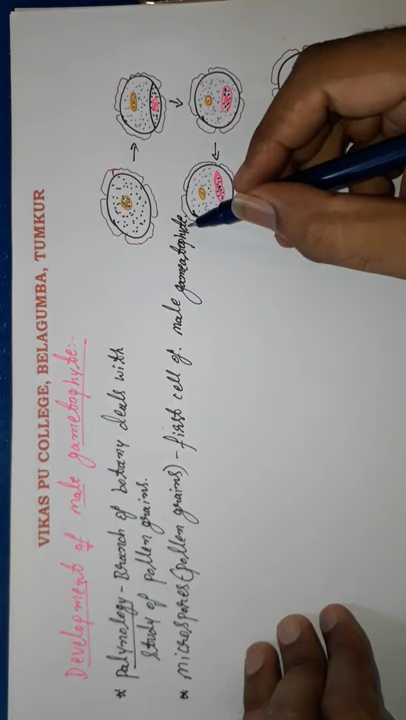 VIKAS PU COLLEGE, BELAGUMBA, TUMKUR
Development of male gametophyte:-
* Palynology - Branch of botany deals with
study of pollen grains.
* Microspores (pollen grains) - first cell of male gametophyte